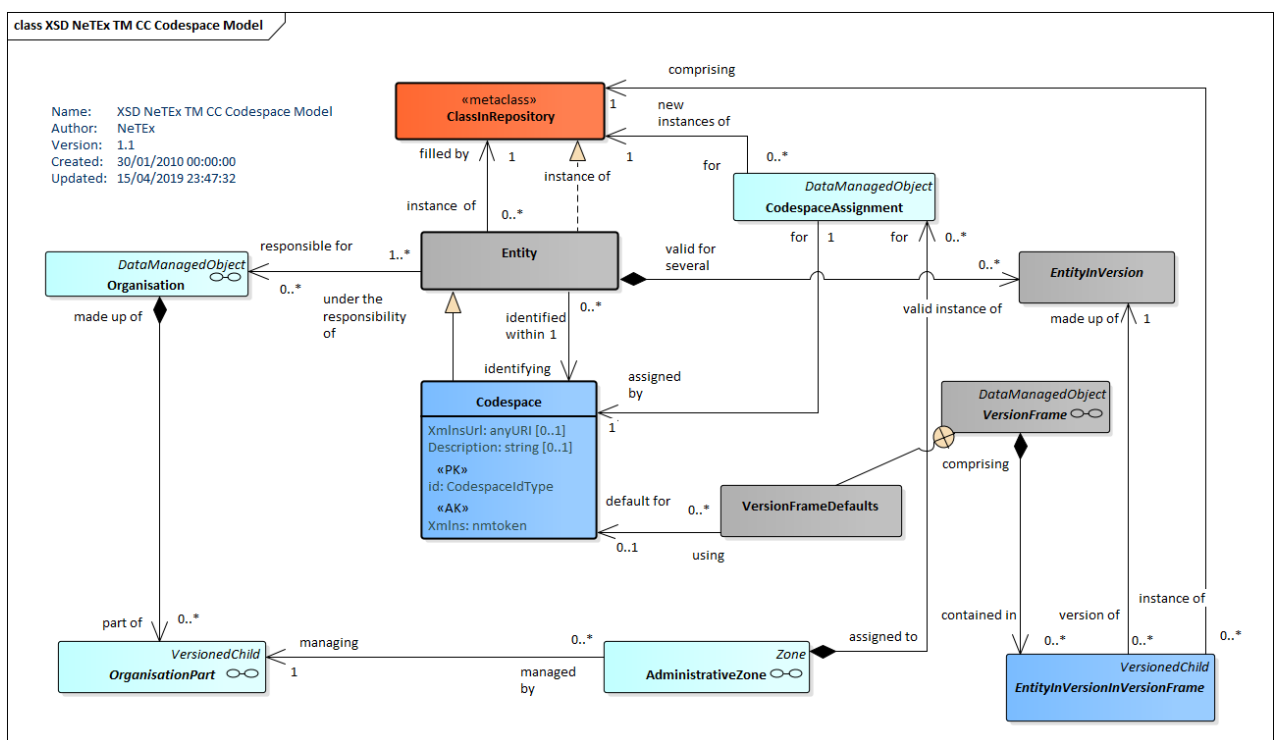 class XSD NeTEx TM CC Codespace Model
Name: XSD NeTEx TM CC Codespace Model
Author: NeTEx
Version: 1.1
Created: 30/01/2010 00:00:00
Updated: 15/04/2019 23:47:32
«metaclass»
ClassInRepository
comprising
1
new
instances of
1
filled by
1
instance of
0..*
for
instance of
0..*
DataManagedObject
CodespaceAssignment
Entity
responsible for
1..*
0..*
under the
responsibility
of
DataManagedObject
Organisation
made up of
valid for
several
for
1
for
0..*
0..*
EntityInVersion
valid instance of
made up of
1
identified
within 1
0..*
identifying
assigned
by
1
Codespace
XmlnsUrl: anyURI [0..1]
Description: string [0..1]
«PK»
id: CodespaceIdType
«AK»
Xmlns: nmtoken
DataManagedObject
VersionFrame
comprising
default for
0..*
0..1
using
VersionFrameDefaults
part of
0..*
VersionedChild
OrganisationPart
managing
1
0..*
managed
by
Zone
AdministrativeZone
assigned to
contained in
0..*
version of
0..*
instance of
0..*
VersionedChild
EntityInVersionInVersionFrame